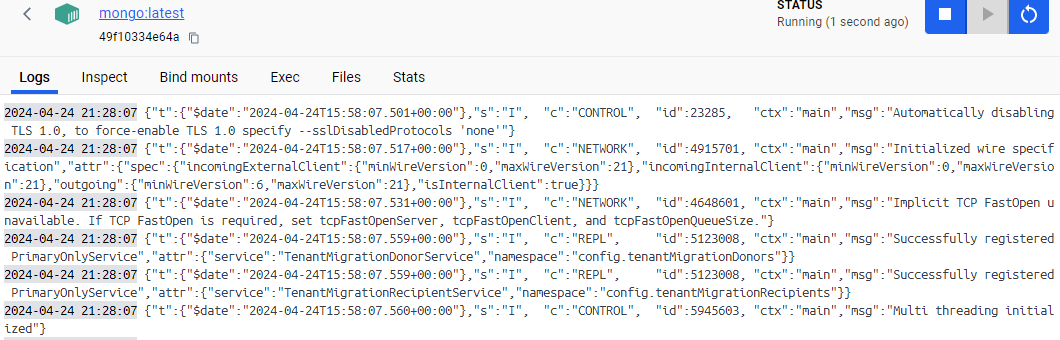 mongo:latest
49f10334e64a
STATUS
Running (1 second ago)
Logs Inspect Bind mounts Exec Files Stats
2024-04-24 21:28:07 {"t":{"$date":"2024-04-24T15:58:07.501+00:00"},"s":"I",  "c":"CONTROL",  "id":23285,   "ctx":"main","msg":"Automatically disabling
TLS 1.0, to force-enable TLS 1.0 specify --sslDisabledProtocols 'none'"}
2024-04-24 21:28:07 {"t":{"$date":"2024-04-24T15:58:07.517+00:00"},"s":"I",  "c":"NETWORK",  "id":4915701, "ctx":"main","msg":"Initialized wire specif
ication","attr":{"spec":{"incomingExternalClient":{"minWireVersion":0,"maxWireVersion":21},"incomingInternalClient":{"minWireVersion":0,"maxWireVersio
n":21},"outgoing":{"minWireVersion":6,"maxWireVersion":21},"isInternalClient":true}}}
2024-04-24 21:28:07 {"t":{"$date":"2024-04-24T15:58:07.531+00:00"},"s":"I",  "c":"NETWORK",  "id":4648601, "ctx":"main","msg":"Implicit TCP FastOpen u
navailable. If TCP FastOpen is required, set tcpFastOpenServer, tcpFastOpenClient, and tcpFastOpenQueueSize."}
2024-04-24 21:28:07 {"t":{"$date":"2024-04-24T15:58:07.559+00:00"},"s":"I",  "c":"REPL",     "id":5123008, "ctx":"main","msg":"Successfully registered
PrimaryOnlyService","attr":{"service":"TenantMigrationDonorService","namespace":"config.tenantMigrationDonors"}}
2024-04-24 21:28:07 {"t":{"$date":"2024-04-24T15:58:07.559+00:00"},"s":"I",  "c":"REPL",     "id":5123008, "ctx":"main","msg":"Successfully registered
PrimaryOnlyService","attr":{"service":"TenantMigrationRecipientService","namespace":"config.tenantMigrationRecipients"}}
2024-04-24 21:28:07 {"t":{"$date":"2024-04-24T15:58:07.560+00:00"},"s":"I",  "c":"CONTROL",  "id":5945603, "ctx":"main","msg":"Multi threading initial
ized"}